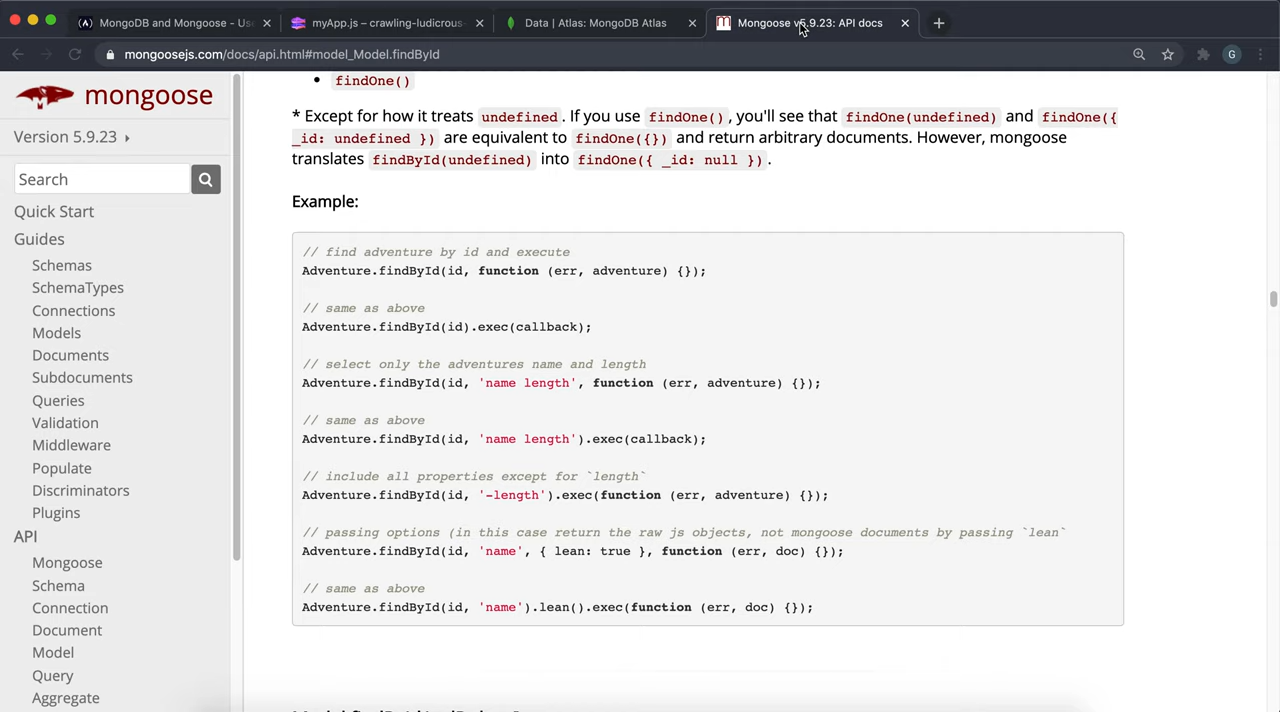 MongoDB and Mongoose - Use
myApp.js – crawling-ludicrous-
Data | Atlas: MongoDB Atlas
Mongoose v5.9.23: API docs
mongoosejs.com/docs/api.html#model_Model.findById
G
mongoose
Version 5.9.23
Search
Quick Start
Guides
Schemas
SchemaTypes
Connections
Models
Documents
Subdocuments
Queries
Validation
Middleware
Populate
Discriminators
Plugins
API
Mongoose
Schema
Connection
Document
Model
Query
Aggregate
• findOne()
* Except for how it treats undefined. If you use findOne(), you'll see that findOne(undefined) and findOne({
_id: undefined }) are equivalent to findOne({}) and return arbitrary documents. However, mongoose
translates findById(undefined) into findOne({ _id: null }).
Example:
// find adventure by id and execute
Adventure.findById(id, function (err, adventure) {});
// same as above
Adventure.findById(id).exec(callback);
// select only the adventures name and length
Adventure.findById(id, 'name length', function (err, adventure) {});
// same as above
Adventure.findById(id, 'name length').exec(callback);
// include all properties except for `length`
Adventure.findById(id, '-length').exec(function (err, adventure) {});
// passing options (in this case return the raw js objects, not mongoose documents by passing `lean`
Adventure.findById(id, 'name', { lean: true }, function (err, doc) {});
// same as above
Adventure.findById(id, 'name').lean().exec(function (err, doc) {});